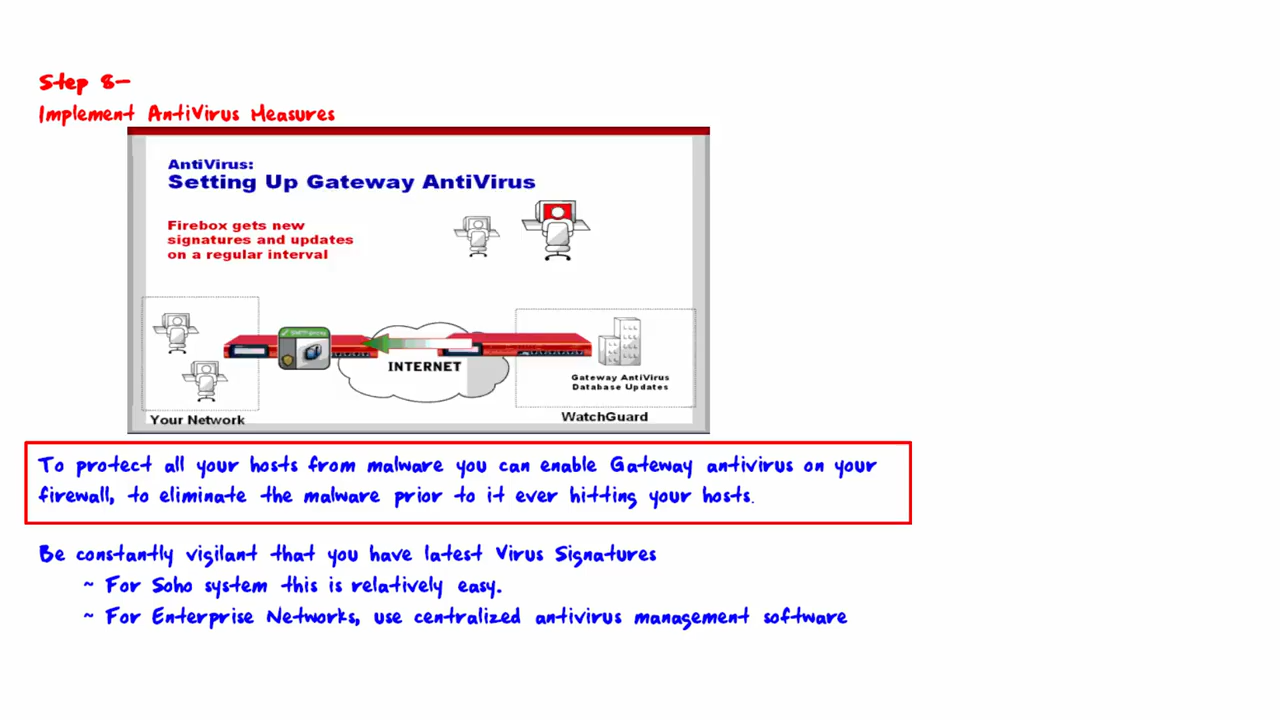 Step 8-
Implement AntiVirus Measures
AntiVirus:
Setting Up Gateway AntiVirus
Firebox gets new
signatures and updates
on a regular interval
INTERNET
Gateway AntiVirus
Database Updates
Your Network
WatchGuard
To protect all your hosts from malware you can enable Gateway antivirus on your
firewall, to eliminate the malware prior to it ever hitting your hosts.
Be constantly vigilant that you have latest Virus Signatures
~ For Soho system this is relatively easy.
~ For Enterprise Networks, use centralized antivirus management software